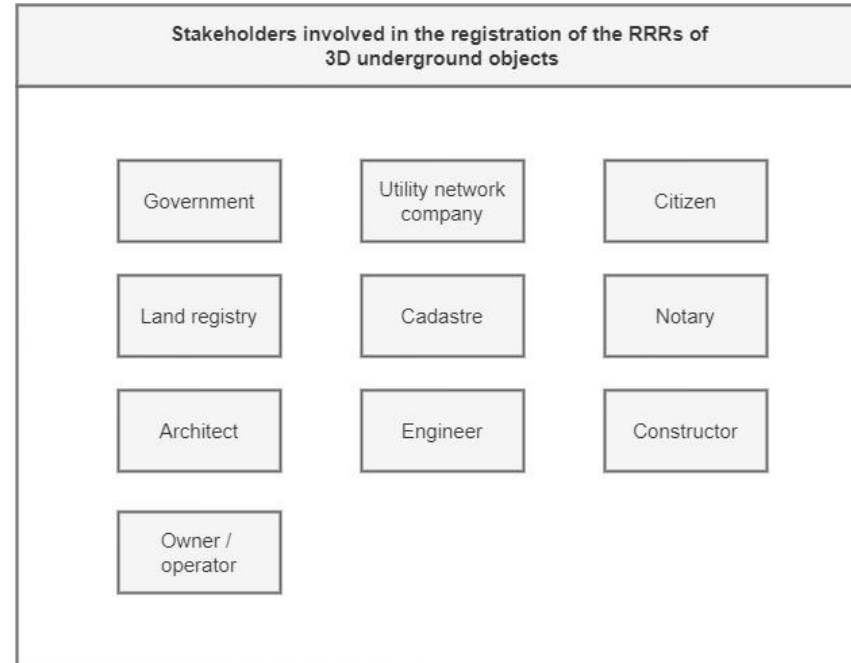 Stakeholders involved in the registration of the RRRs of
3D underground objects
Government
Utility network
company
Citizen
Land registry
Cadastre
Notary
Architect
Engineer
Constructor
Owner /
operator